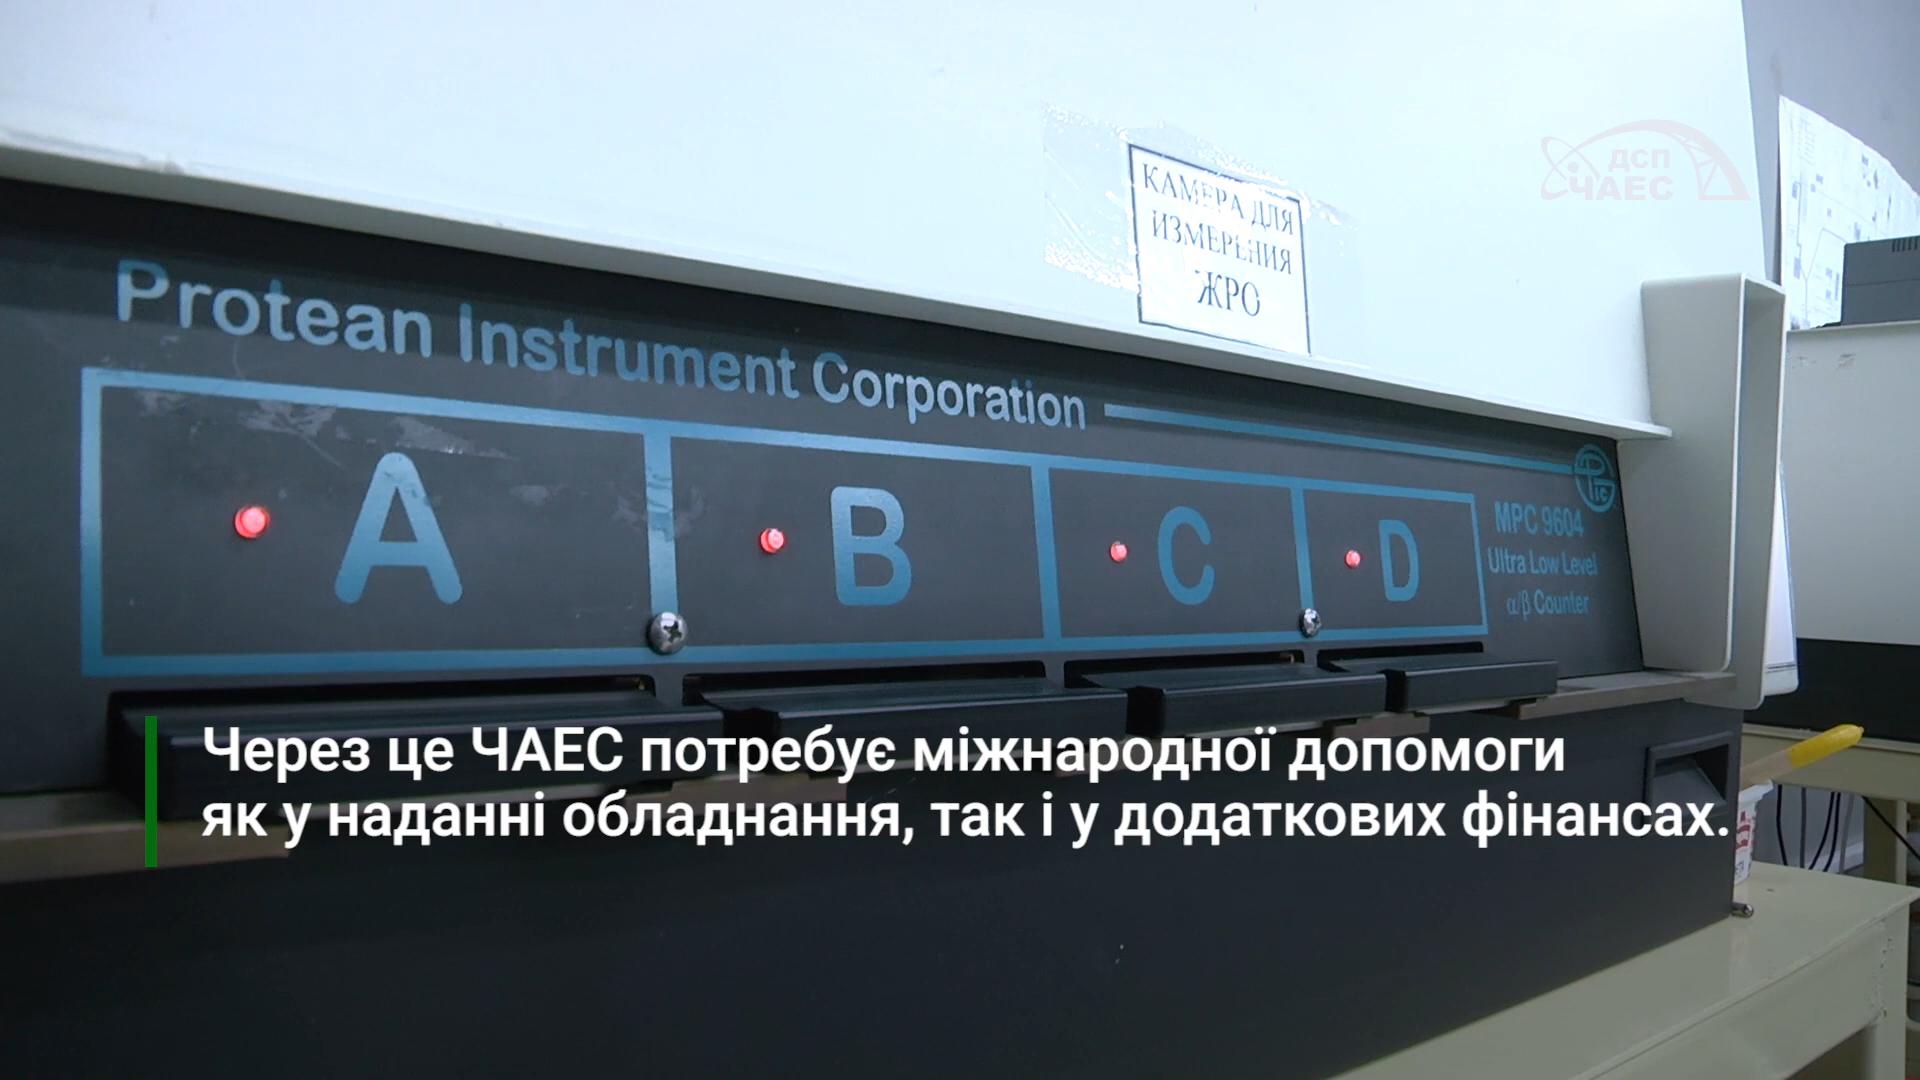 ДСП
ЧАЕС
КАМЕРА ДЛЯ
ИЗМЕРЕНИЯ
ЖРО
Protean Instrument Corporation
A
B
C
D
PIC
MPC 9604
Ultra Low Level
α/β Counter
Через це ЧАЕС потребує міжнародної допомоги
як у наданні обладнання, так і у додаткових фінансах.